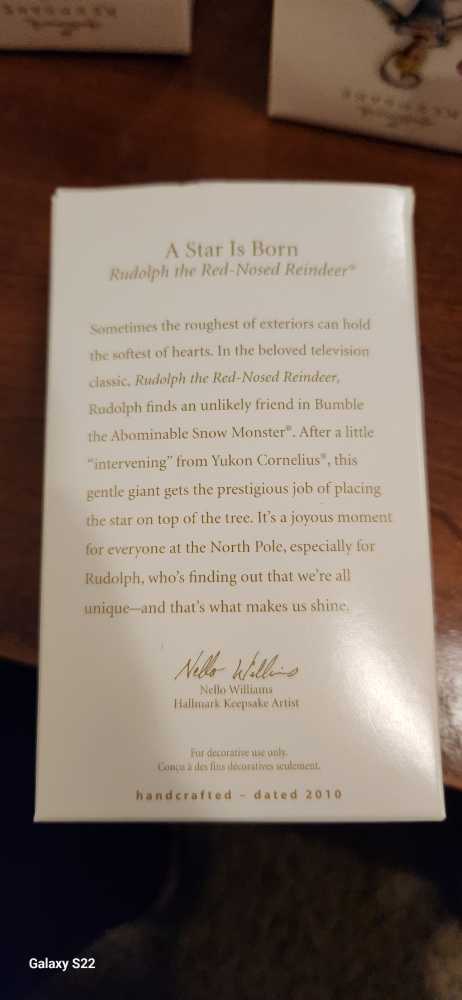 A Star Is Born
Rudolph the Red-Nosed Reindeer®
Sometimes the roughest of exteriors can hold
the softest of hearts. In the beloved television
classic, Rudolph the Red-Nosed Reindeer,
Rudolph finds an unlikely friend in Bumble
the Abominable Snow Monster®. After a little
“intervening” from Yukon Cornelius®, this
gentle giant gets the prestigious job of placing
the star on top of the tree. It's a joyous moment
for everyone at the North Pole, especially for
Rudolph, who's finding out that we're all
unique—and that's what makes us shine.
Nello Williams
Nello Williams
Hallmark Keepsake Artist
For decorative use only.
Conçu à des fins décoratives seulement.
handcrafted – dated 2010
Galaxy S22